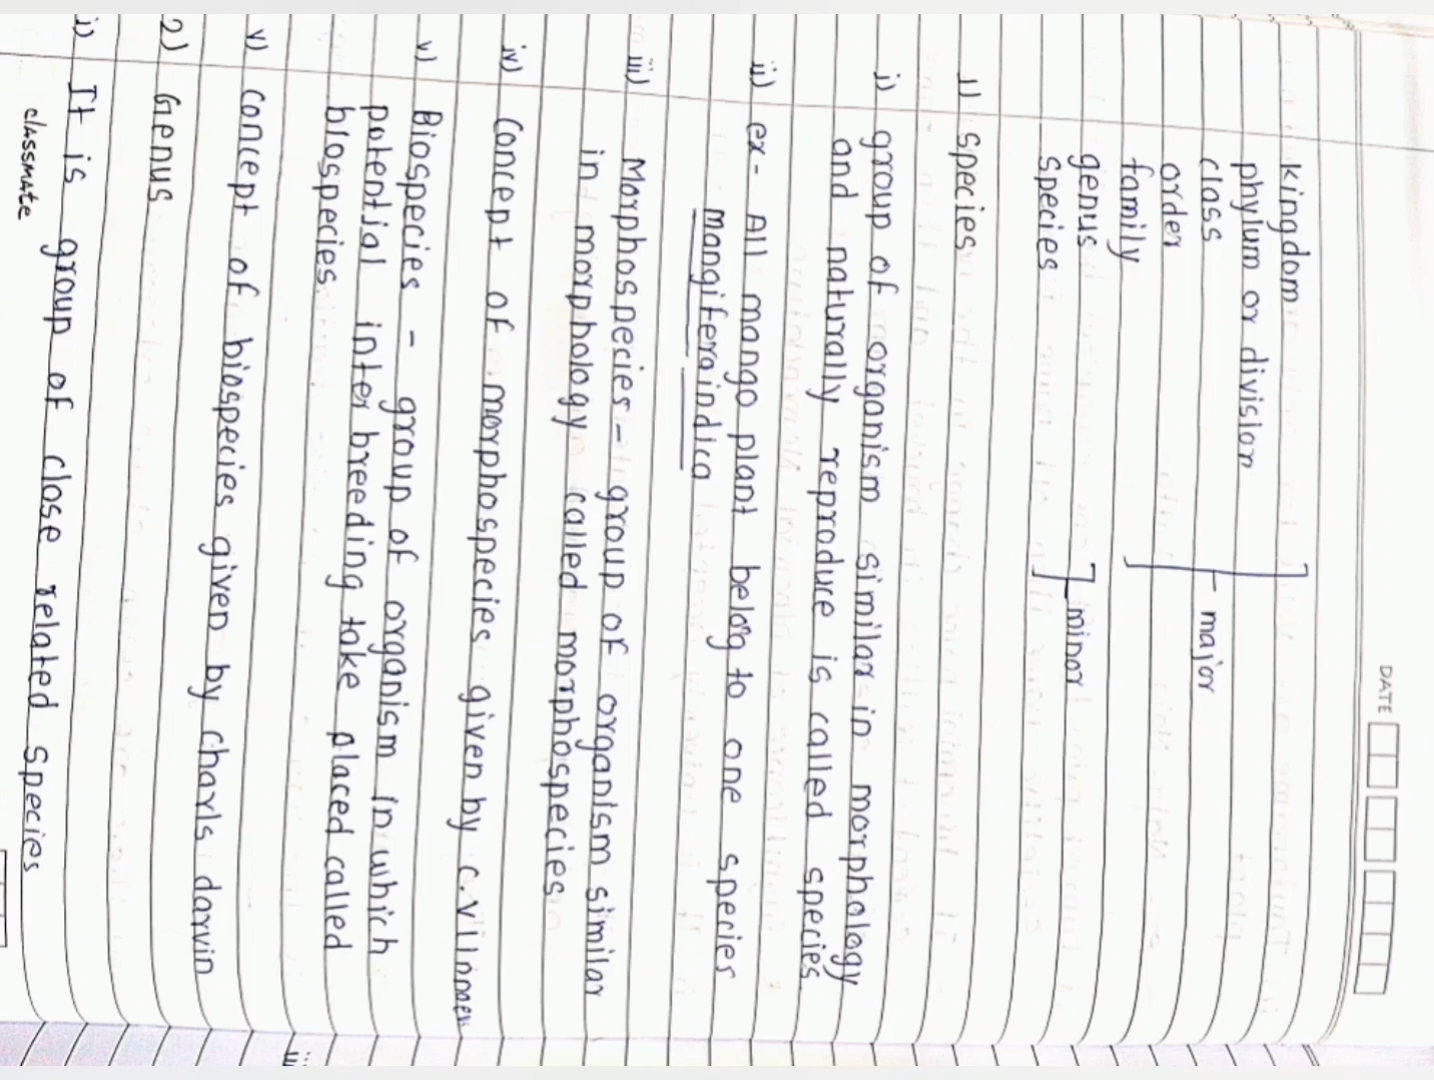 DATE
kingdom
phylum or division
class
major
order
family
genus
minor
species
1) species
i) group of organism similar in morphology
and naturally reproduce is called species
ii) ex- All mango plant belong to one species
mangifera indica
iii) Morphospecies - group of organism similar
in morphology called morphospecies
iv) Concept of morphospecies given by c.
v) Biospecies - group of organism in which
potential inter breeding take placed called
biospecies
v) concept of biospecies given by charls darvin
2) Genus
i) It is group of close related species
classmate